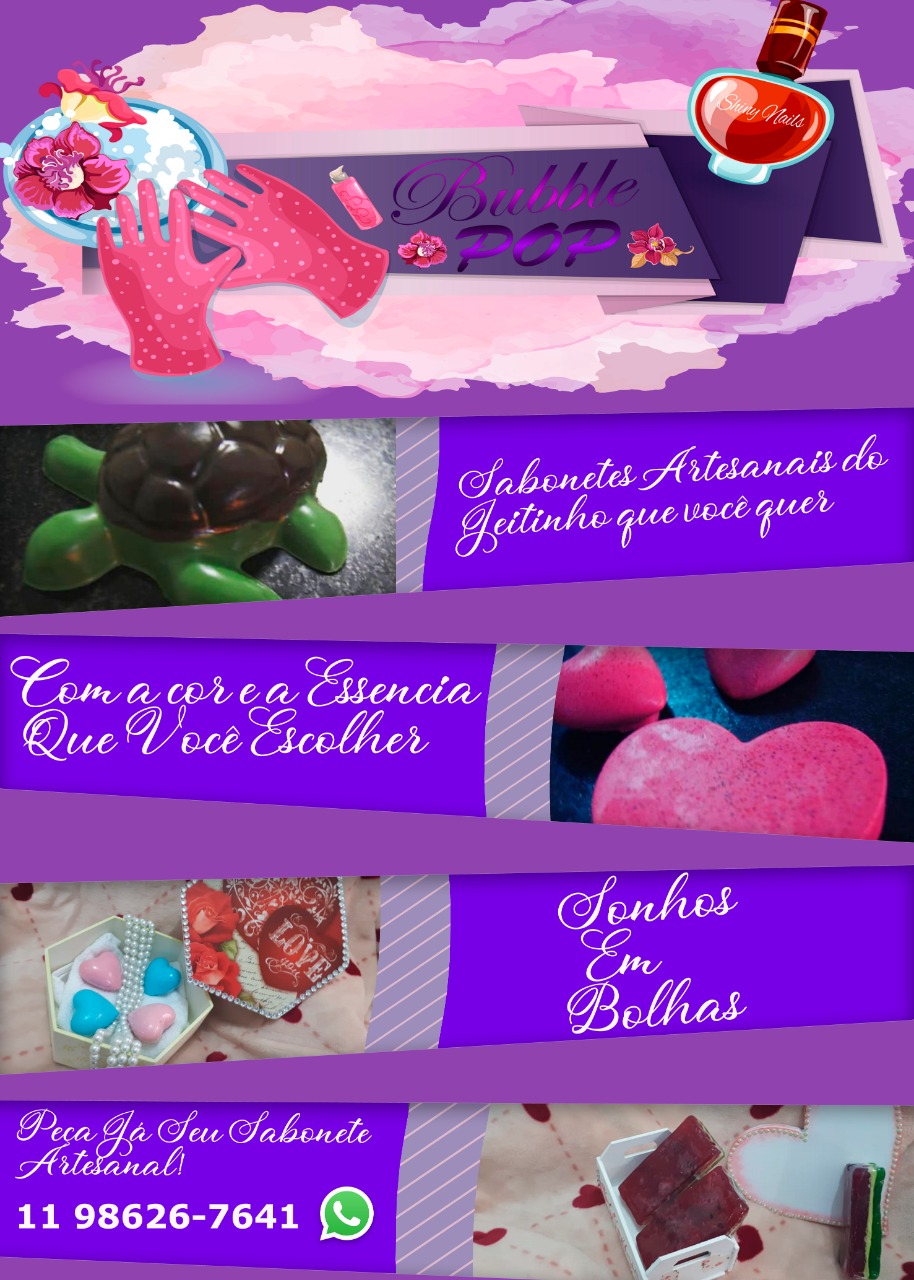 Shiny Nails
Bubble
POP
Sabonetes Artesanais do
Jeitinho que você quer
Com a cor e a Essencia
Que Você Escolher
LOVE
Sonhos
Em
Bolhas
Peça Já Seu Sabonete
Artesanal!
11 98626-7641